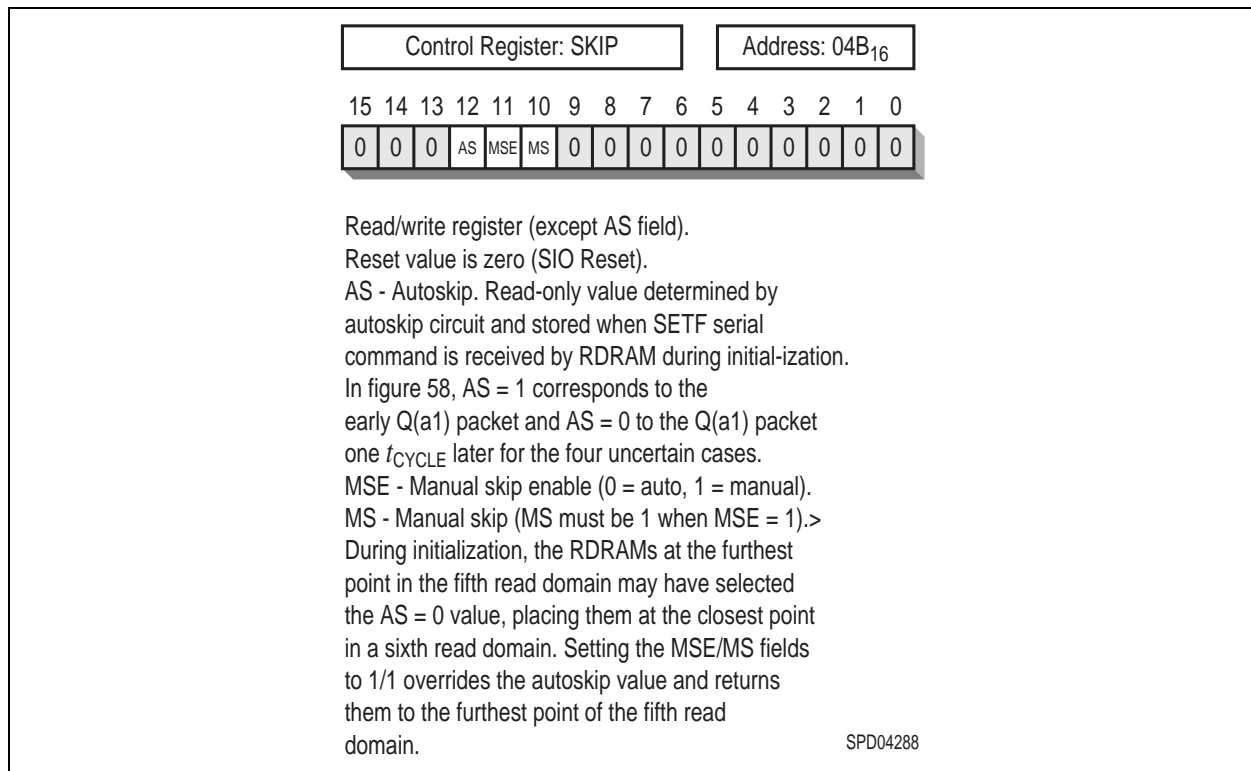 Control Register: SKIP Address: 04B16
15 14 13 12 11 10 9 8 7 6 5 4 3 2 1 0
0 0 0 AS MSE MS 0 0 0 0 0 0 0 0 0 0
Read/write register (except AS field).
Reset value is zero (SIO Reset).
AS - Autoskip. Read-only value determined by
autoskip circuit and stored when SETF serial
command is received by RDRAM during initial-ization.
In figure 58, AS = 1 corresponds to the
early Q(a1) packet and AS = 0 to the Q(a1) packet
one tCYCLE later for the four uncertain cases.
MSE - Manual skip enable (0 = auto, 1 = manual).
MS - Manual skip (MS must be 1 when MSE = 1).>
During initialization, the RDRAMs at the furthest
point in the fifth read domain may have selected
the AS = 0 value, placing them at the closest point
in a sixth read domain. Setting the MSE/MS fields
to 1/1 overrides the autoskip value and returns
them to the furthest point of the fifth read
domain.
SPD04288